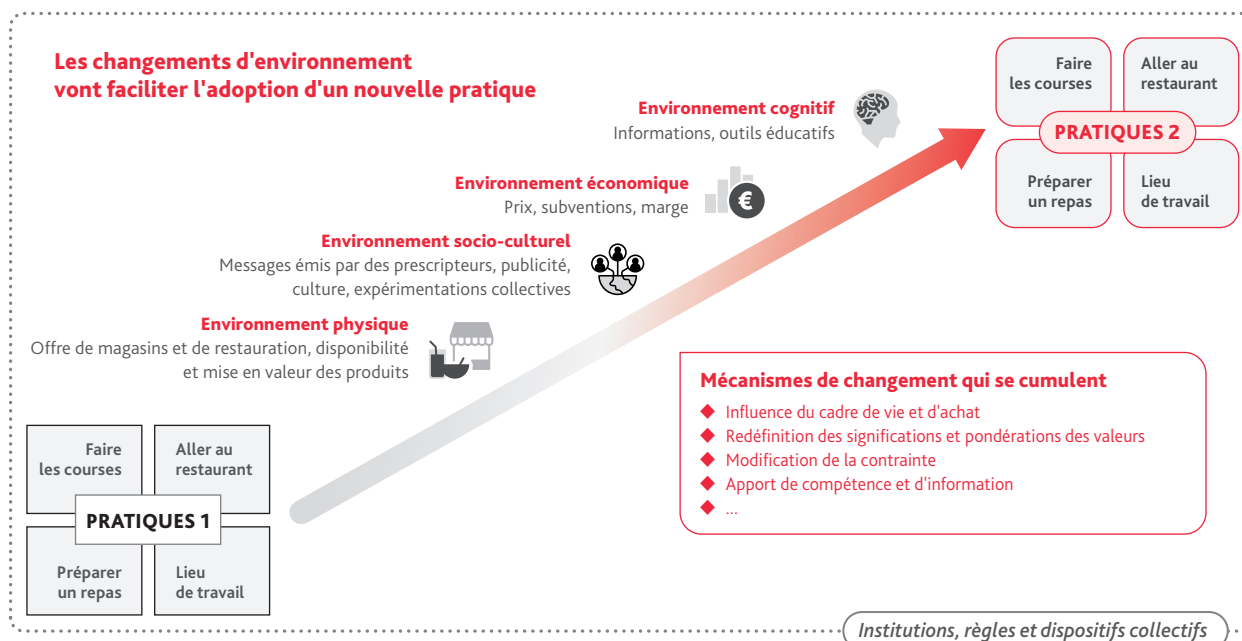 Les changements d'environnement
vont faciliter l'adoption d'un nouvelle pratique
Faire
les courses
Aller au
restaurant
PRATIQUES 2
Préparer
un repas
Lieu
de travail
Environnement cognitif
Informations, outils éducatifs
Environnement économique
Prix, subventions, marge
€
Environnement socio-culturel
Messages émis par des prescripteurs, publicité,
culture, expérimentations collectives
Environnement physique
Offre de magasins et de restauration, disponibilité
et mise en valeur des produits
Mécanismes de changement qui se cumulent
◆ Influence du cadre de vie et d'achat
◆ Redéfinition des significations et pondérations des valeurs
◆ Modification de la contrainte
◆ Apport de compétence et d'information
◆ ...
Faire
les courses
Aller au
restaurant
PRATIQUES 1
Préparer
un repas
Lieu
de travail
Institutions, règles et dispositifs collectifs